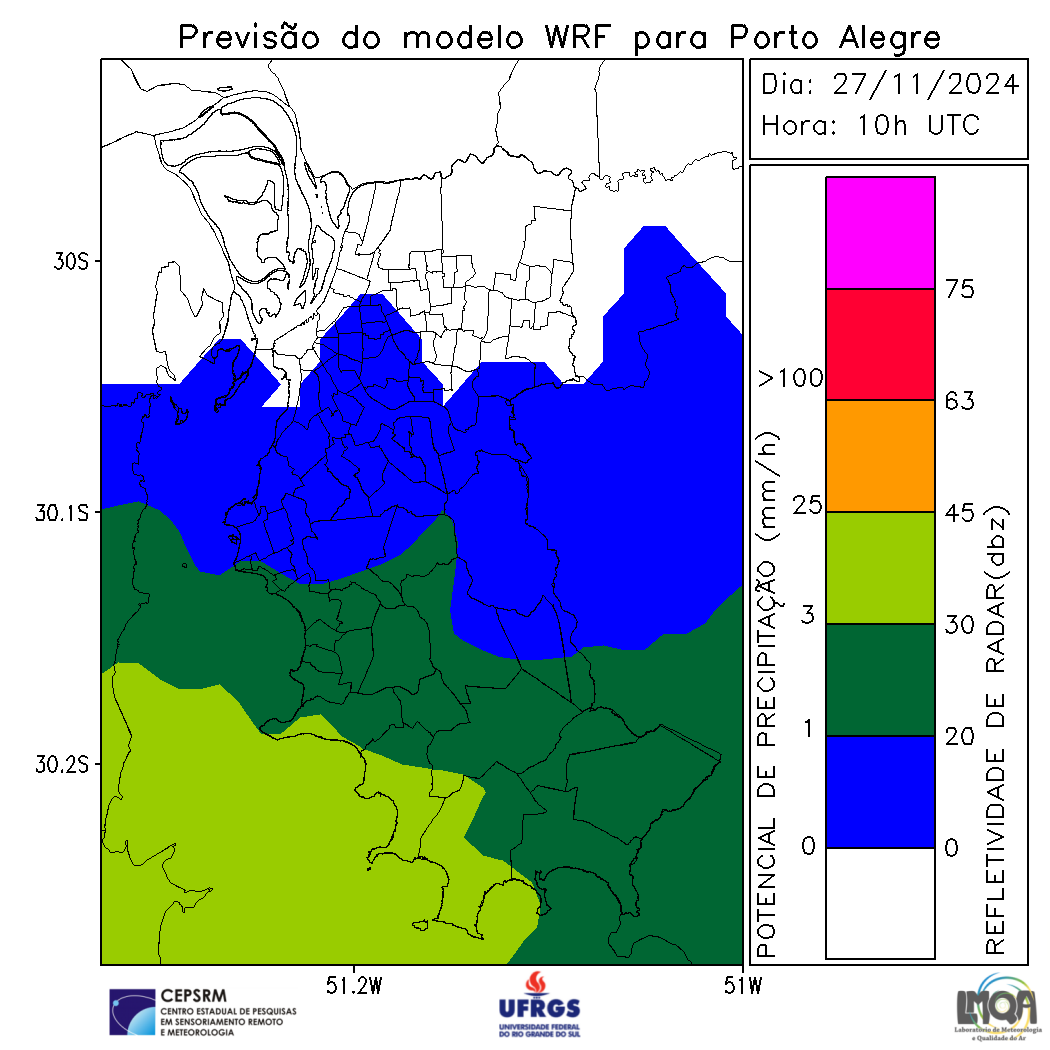 Previsão do modelo WRF para Porto Alegre
Dia: 27/11/2024
Hora: 10h UTC
30S
30.1S
30.2S
51.2W
51W
POTENCIAL DE PRECIPITAÇÃO (mm/h)
>100
25
3
1
0
75
63
45
30
20
0
REFLETIVIDADE DE RADAR(dbz)
CEPSRM
CENTRO ESTADUAL DE PESQUISAS
EM SENSORIAMENTO REMOTO
E METEOROLOGIA
UFRGS
UNIVERSIDADE FEDERAL
DO RIO GRANDE DO SUL
LMQA
Laboratório de Meteorologia
e Qualidade do Ar